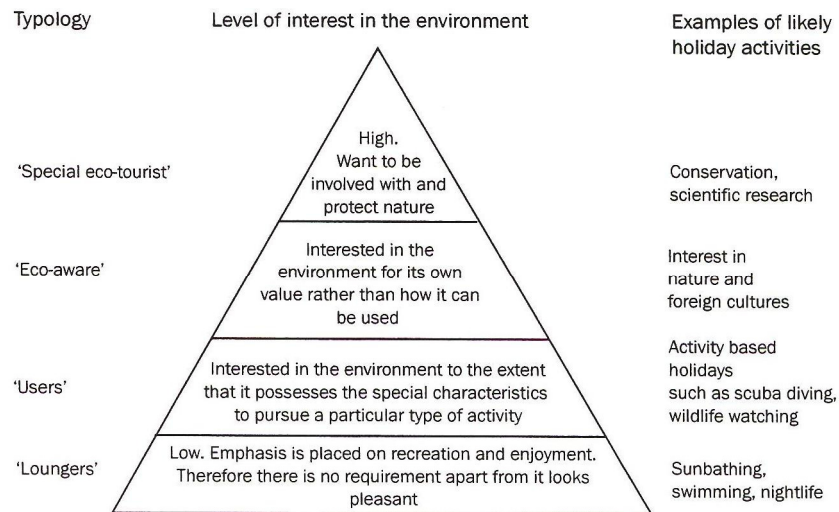 Typology
Level of interest in the environment
Examples of likely
holiday activities
'Special eco-tourist'
High.
Want to be
involved with and
protect nature
Conservation,
scientific research
'Eco-aware'
Interested in the
environment for its own
value rather than how it can
be used
Interest in
nature and
foreign cultures
'Users'
Interested in the environment to the extent
that it possesses the special characteristics
to pursue a particular type of activity
Activity based
holidays
such as scuba diving,
wildlife watching
'Loungers'
Low. Emphasis is placed on recreation and enjoyment.
Therefore there is no requirement apart from it looks
pleasant
Sunbathing,
swimming, nightlife